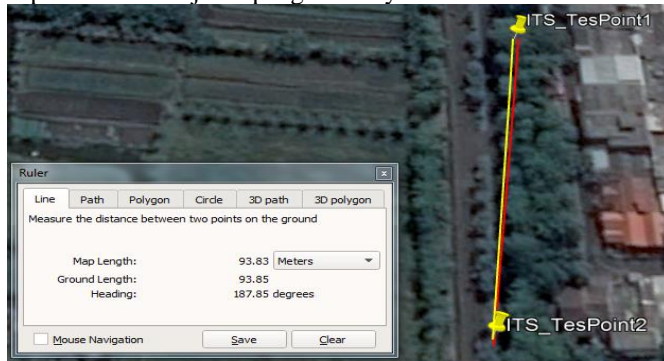 ITS_TesPoint1
Ruler
Line Path Polygon Circle 3D path 3D polygon
Measure the distance between two points on the ground
Map Length: 93.83 Meters
Ground Length: 93.85
Heading: 187.85 degrees
Mouse Navigation Save Clear
ITS_TesPoint2